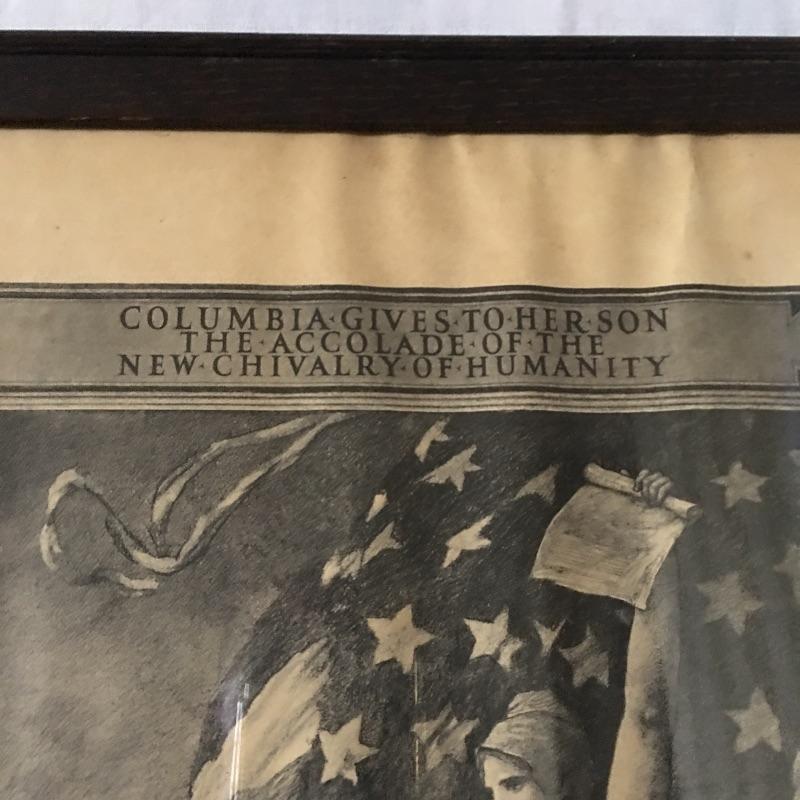 COLUMBIA·GIVES·TO·HER·SON
THE·ACCOLADE·OF·THE
NEW·CHIVALRY·OF·HUMANITY